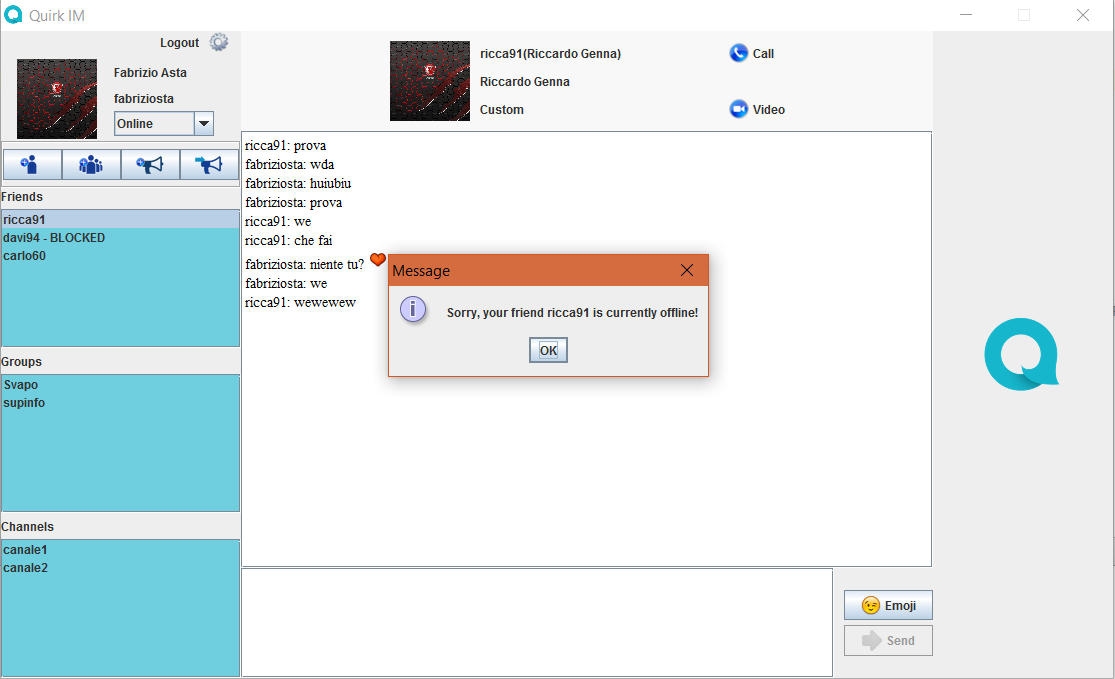 Quirk IM
Logout
Fabrizio Asta
fabriziosta
Online
Friends
ricca91
davi94 - BLOCKED
carlo60
Groups
Svapo
supinfo
Channels
canale1
canale2
ricca91(Riccardo Genna)
Riccardo Genna
Custom
Call
Video
ricca91: prova
fabriziosta: wda
fabriziosta: huiubiu
fabriziosta: prova
ricca91: we
ricca91: che fai
fabriziosta: niente tu?
fabriziosta: we
ricca91: wewewew
Message
Sorry, your friend ricca91 is currently offline!
OK
Emoji
Send